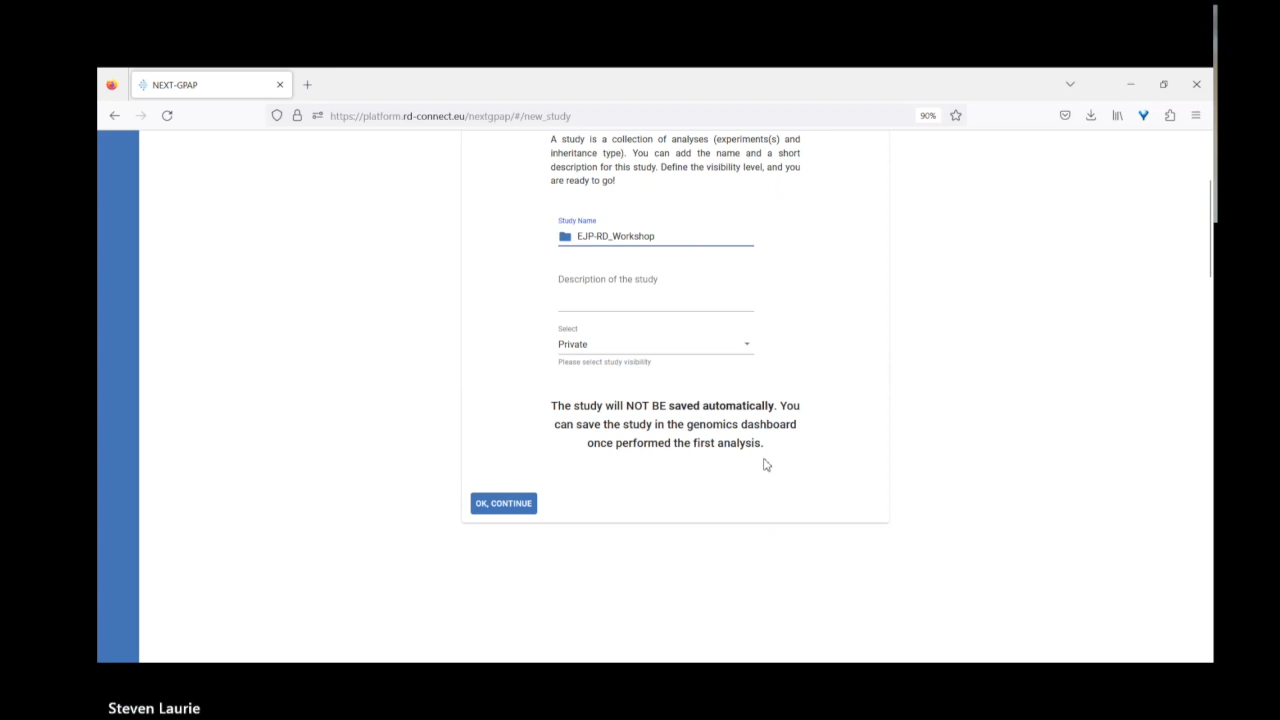 NEXT-GPAP
https://platform.rd-connect.eu/nextgpap/#/new_study
90%
A study is a collection of analyses (experiments(s) and
inheritance type). You can add the name and a short
description for this study. Define the visibility level, and you
are ready to go!
Study Name
EJP-RD_Workshop
Description of the study
Select
Private
Please select study visibility
The study will NOT BE saved automatically. You
can save the study in the genomics dashboard
once performed the first analysis.
OK, CONTINUE
Steven Laurie